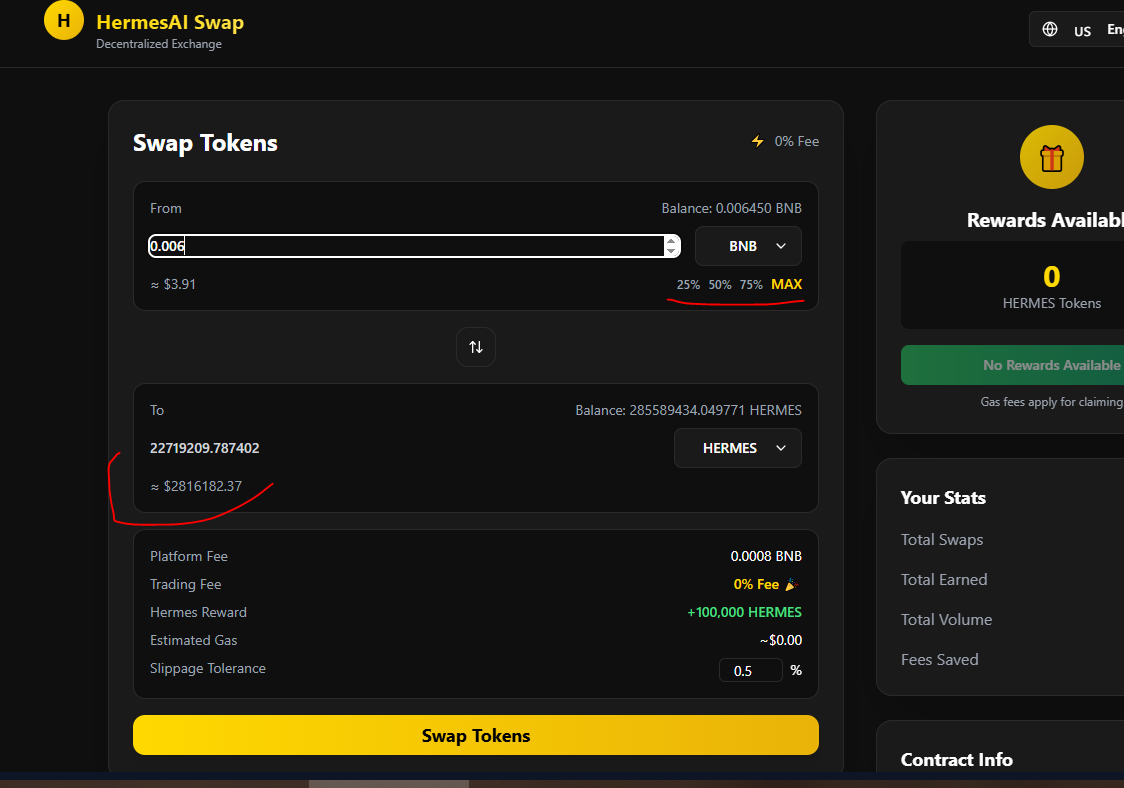 H
HermesAI Swap
Decentralized Exchange
US
Swap Tokens
0% Fee
From
Balance: 0.006450 BNB
0.006
BNB
≈ $3.91
25% 50% 75% MAX
To
Balance: 285589434.049771 HERMES
22719209.787402
HERMES
≈ $2816182.37
Platform Fee
0.0008 BNB
Trading Fee
0% Fee 🎉
Hermes Reward
+100,000 HERMES
Estimated Gas
~$0.00
Slippage Tolerance
0.5 %
Swap Tokens
Rewards Availabl
0
HERMES Tokens
No Rewards Available
Gas fees apply for claiming
Your Stats
Total Swaps
Total Earned
Total Volume
Fees Saved
Contract Info